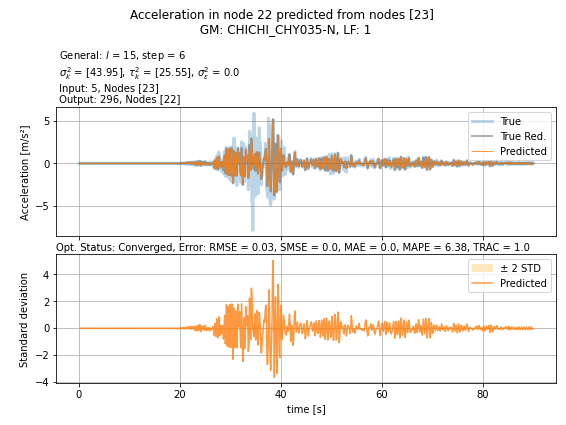 Acceleration in node 22 predicted from nodes [23]
GM: CHICHI_CHY035-N, LF: 1
General: l = 15, step = 6
σ²ₖ = [43.95], τ²ₖ = [25.55], σ²ε = 0.0
Input: 5, Nodes [23]
Output: 296, Nodes [22]
Acceleration [m/s²]
5
0
−5
True
True Red.
Predicted
Opt. Status: Converged, Error: RMSE = 0.03, SMSE = 0.0, MAE = 0.0, MAPE = 6.38, TRAC = 1.0
Standard deviation
4
2
0
−2
−4
± 2 STD
Predicted
0 20 40 60 80
time [s]